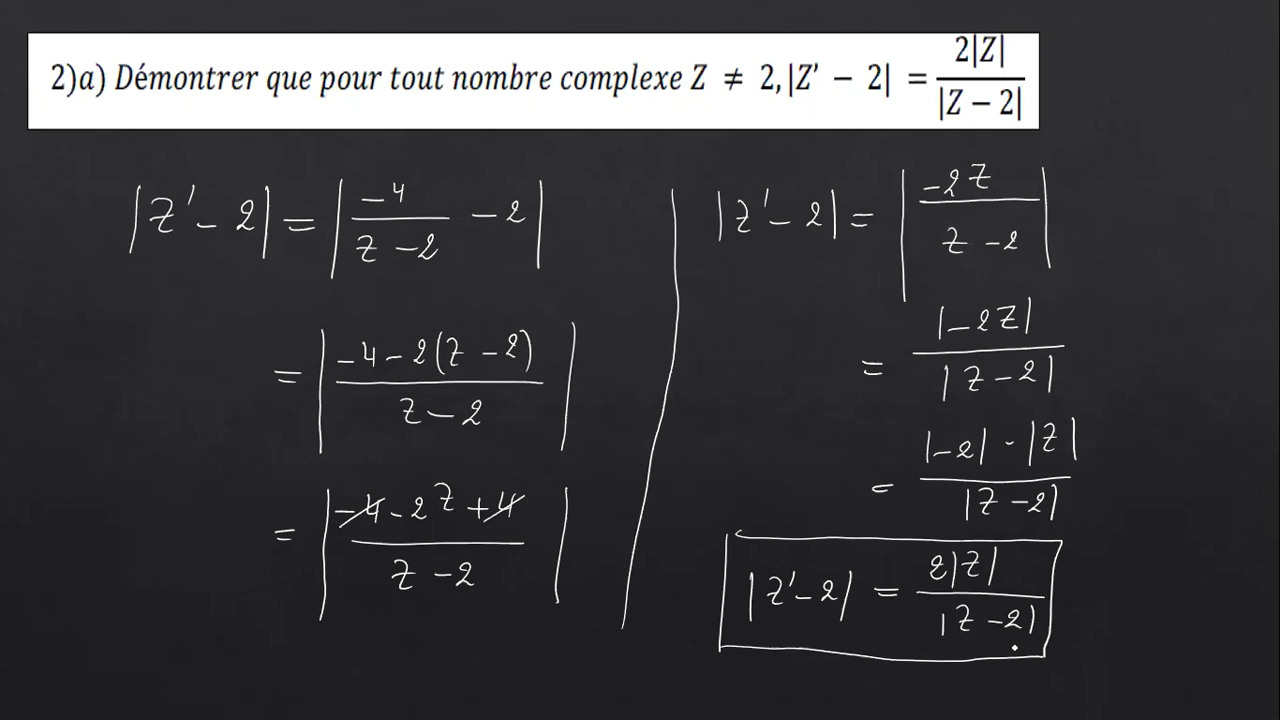 2)a) Démontrer que pour tout nombre complexe Z ≠ 2, |Z' − 2| = 2|Z| / |Z − 2|
|Z' − 2| = | −4 / (Z − 2) − 2 |
= | (−4 − 2(Z − 2)) / (Z − 2) |
= | (−4 − 2Z + 4) / (Z − 2) |
|Z' − 2| = | −2Z / (Z − 2) |
= |−2Z| / |Z − 2|
= |−2| · |Z| / |Z − 2|
|Z' − 2| = 2|Z| / |Z − 2|